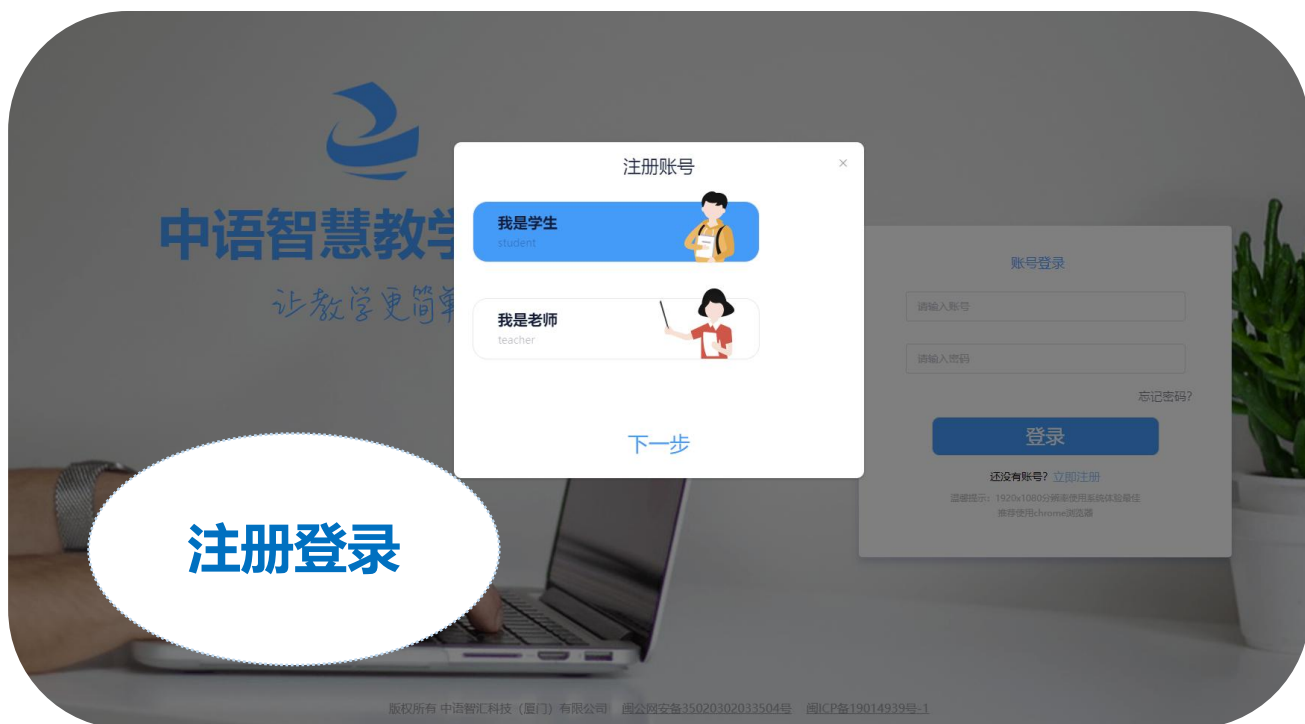 中语智慧教学
让教学更简单
注册账号
×
我是学生
student
我是老师
teacher
下一步
账号登录
请输入账号
请输入密码
忘记密码?
登录
还没有账号? 立即注册
温馨提示: 1920x1080分辨率使用系统体验最佳
推荐使用chrome浏览器
注册登录
版权所有 中语智汇科技（厦门）有限公司 闽公网安备35020302033504号 闽ICP备19014939号-1